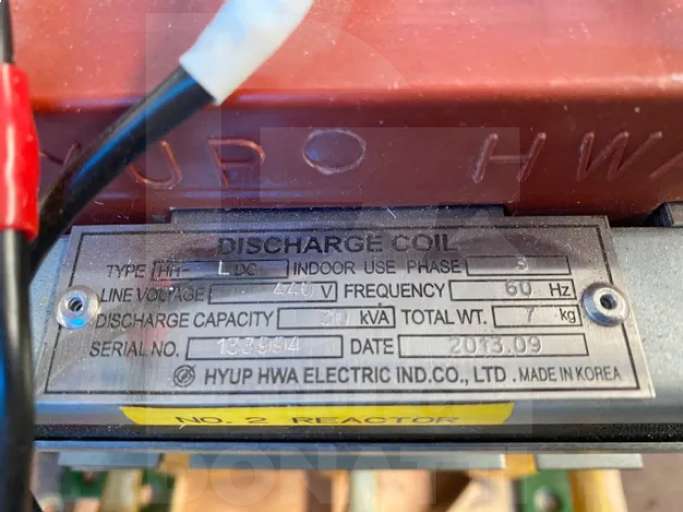 HYUP HWA
DISCHARGE COIL
TYPE HH-LDC INDOOR USE PHASE 3
LINE VOLTAGE 440 V FREQUENCY 60 Hz
DISCHARGE CAPACITY kVA TOTAL WT. 7 kg
SERIAL NO. DATE 2013.09
HYUP HWA ELECTRIC IND.CO., LTD. MADE IN KOREA
NO. 2 REACTOR